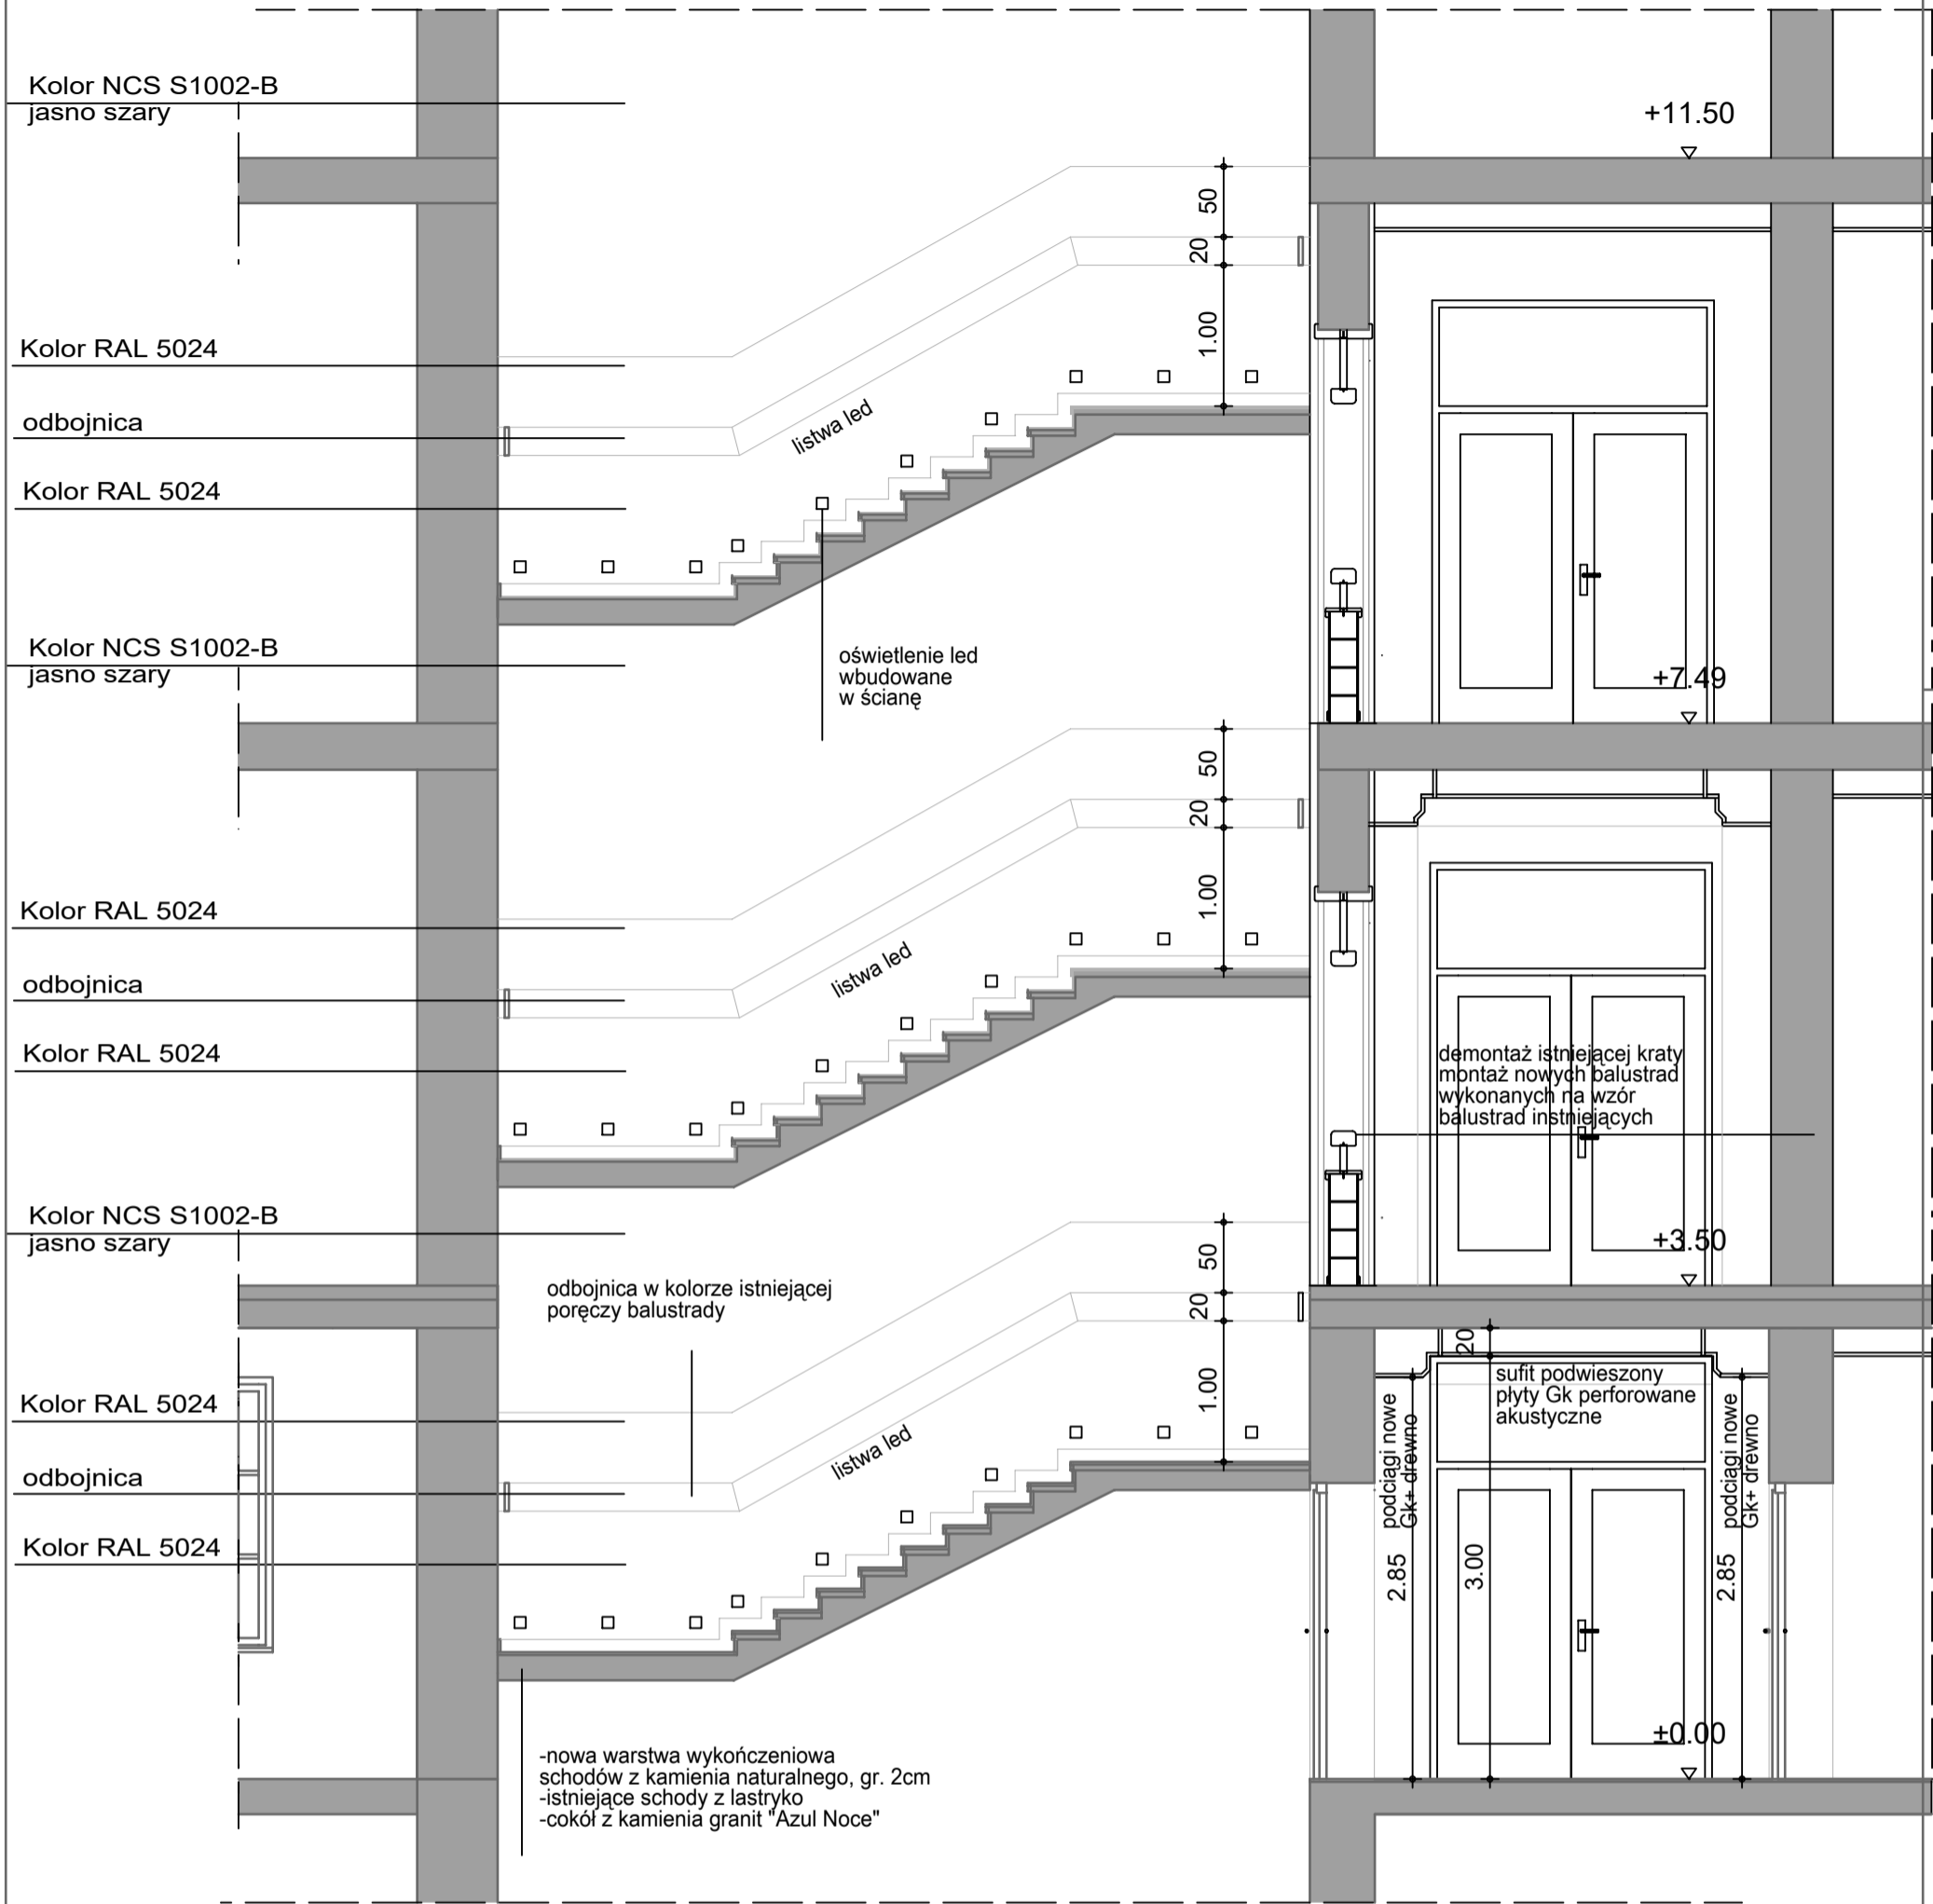 Kolor NCS S1002-B
jasno szary
+11.50
50
20
1.00
Kolor RAL 5024
odbojnica
listwa led
Kolor RAL 5024
Kolor NCS S1002-B
jasno szary
oświetlenie led
wbudowane
w ścianę
+7.49
50
20
1.00
Kolor RAL 5024
odbojnica
listwa led
Kolor RAL 5024
demontaż istniejącej kraty
montaż nowych balustrad
wykonanych na wzór
balustrad instniejących
Kolor NCS S1002-B
jasno szary
+3.50
odbojnica w kolorze istniejącej
poręczy balustrady
50
20
1.00
20
sufit podwieszony
płyty Gk perforowane
akustyczne
Kolor RAL 5024
odbojnica
listwa led
Kolor RAL 5024
podciągi nowe
Gk+ drewno
2.85
3.00
podciągi nowe
Gk+ drewno
2.85
±0.00
-nowa warstwa wykończeniowa
schodów z kamienia naturalnego, gr. 2cm
-istniejące schody z lastryko
-cokół z kamienia granit "Azul Noce"